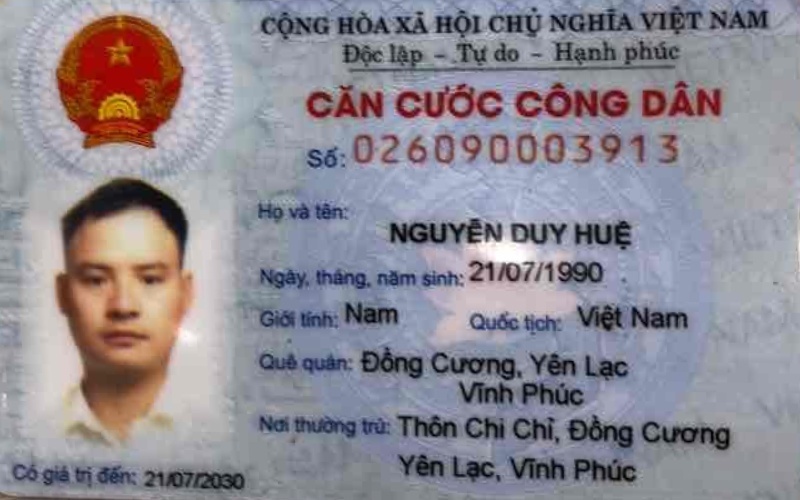 CỘNG HÒA XÃ HỘI CHỦ NGHĨA VIỆT NAM
Độc lập – Tự do – Hạnh phúc
CĂN CƯỚC CÔNG DÂN
Số: 026090003913
Họ và tên:
NGUYỄN DUY HUỆ
Ngày, tháng, năm sinh: 21/07/1990
Giới tính: Nam Quốc tịch: Việt Nam
Quê quán: Đồng Cương, Yên Lạc
Vĩnh Phúc
Nơi thường trú: Thôn Chi Chỉ, Đồng Cương
Yên Lạc, Vĩnh Phúc
Có giá trị đến: 21/07/2030